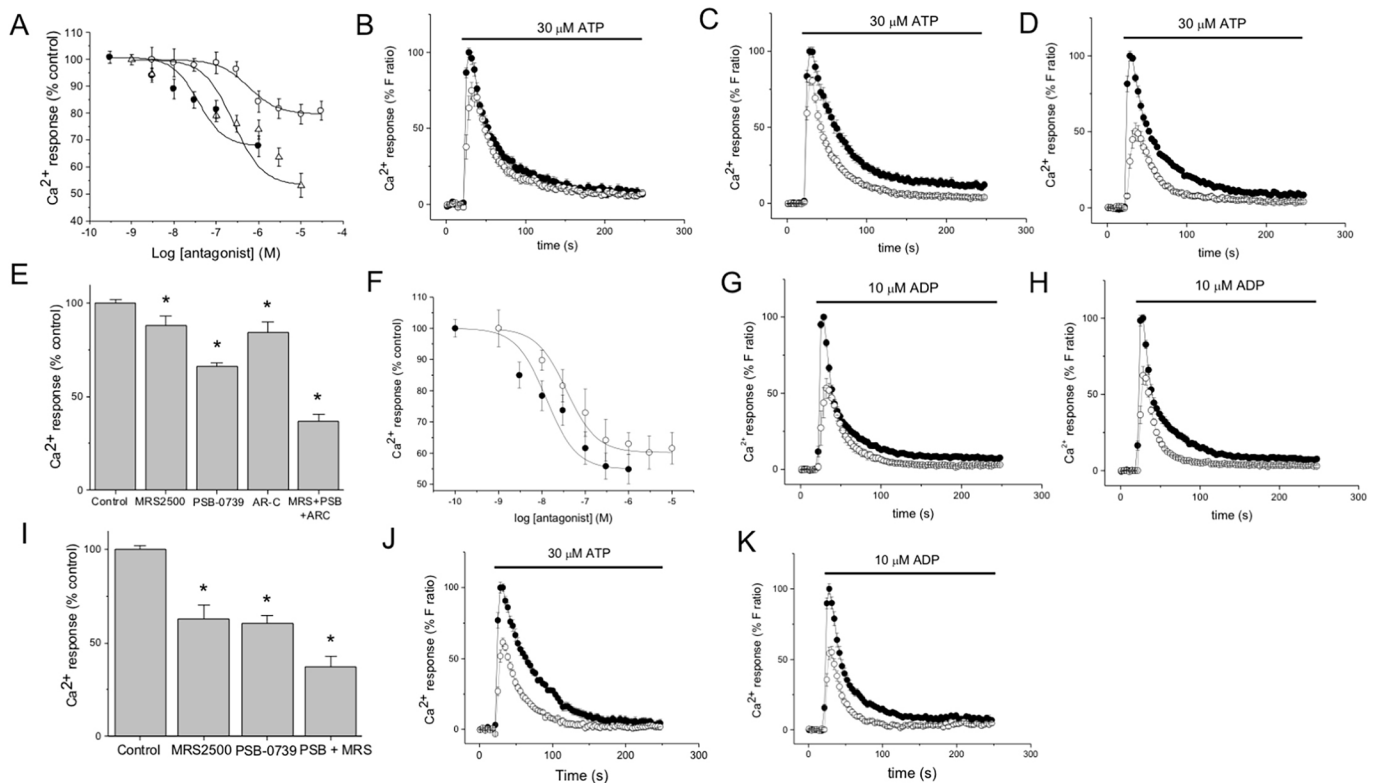 A
Ca2+ response (% control)
110
100
90
80
70
60
50
40
-10 -9 -8 -7 -6 -5 -4
Log [antagonist] (M)
B
30 μM ATP
Ca2+ response (% F ratio)
100
50
0
0 100 200 300
time (s)
C
30 μM ATP
Ca2+ response (% F ratio)
100
50
0
0 100 200 300
time (s)
D
30 μM ATP
Ca2+ response (% F ratio)
100
50
0
0 100 200 300
time (s)
E
Ca2+ response (% control)
100
50
0
Control MRS2500 PSB-0739 AR-C MRS+PSB
+ARC
F
Ca2+ response (% control)
110
100
90
80
70
60
50
-10 -9 -8 -7 -6 -5
log [antagonist] (M)
G
10 μM ADP
Ca2+ response (% F ratio)
100
50
0
0 100 200 300
time (s)
H
10 μM ADP
Ca2+ response (% F ratio)
100
50
0
0 100 200 300
time (s)
I
Ca2+ response (% control)
100
50
0
Control MRS2500 PSB-0739 PSB + MRS
J
30 μM ATP
Ca2+ response (% F ratio)
100
50
0
0 100 200 300
Time (s)
K
10 μM ADP
Ca2+ response (% F ratio)
100
50
0
0 100 200 300
time (s)